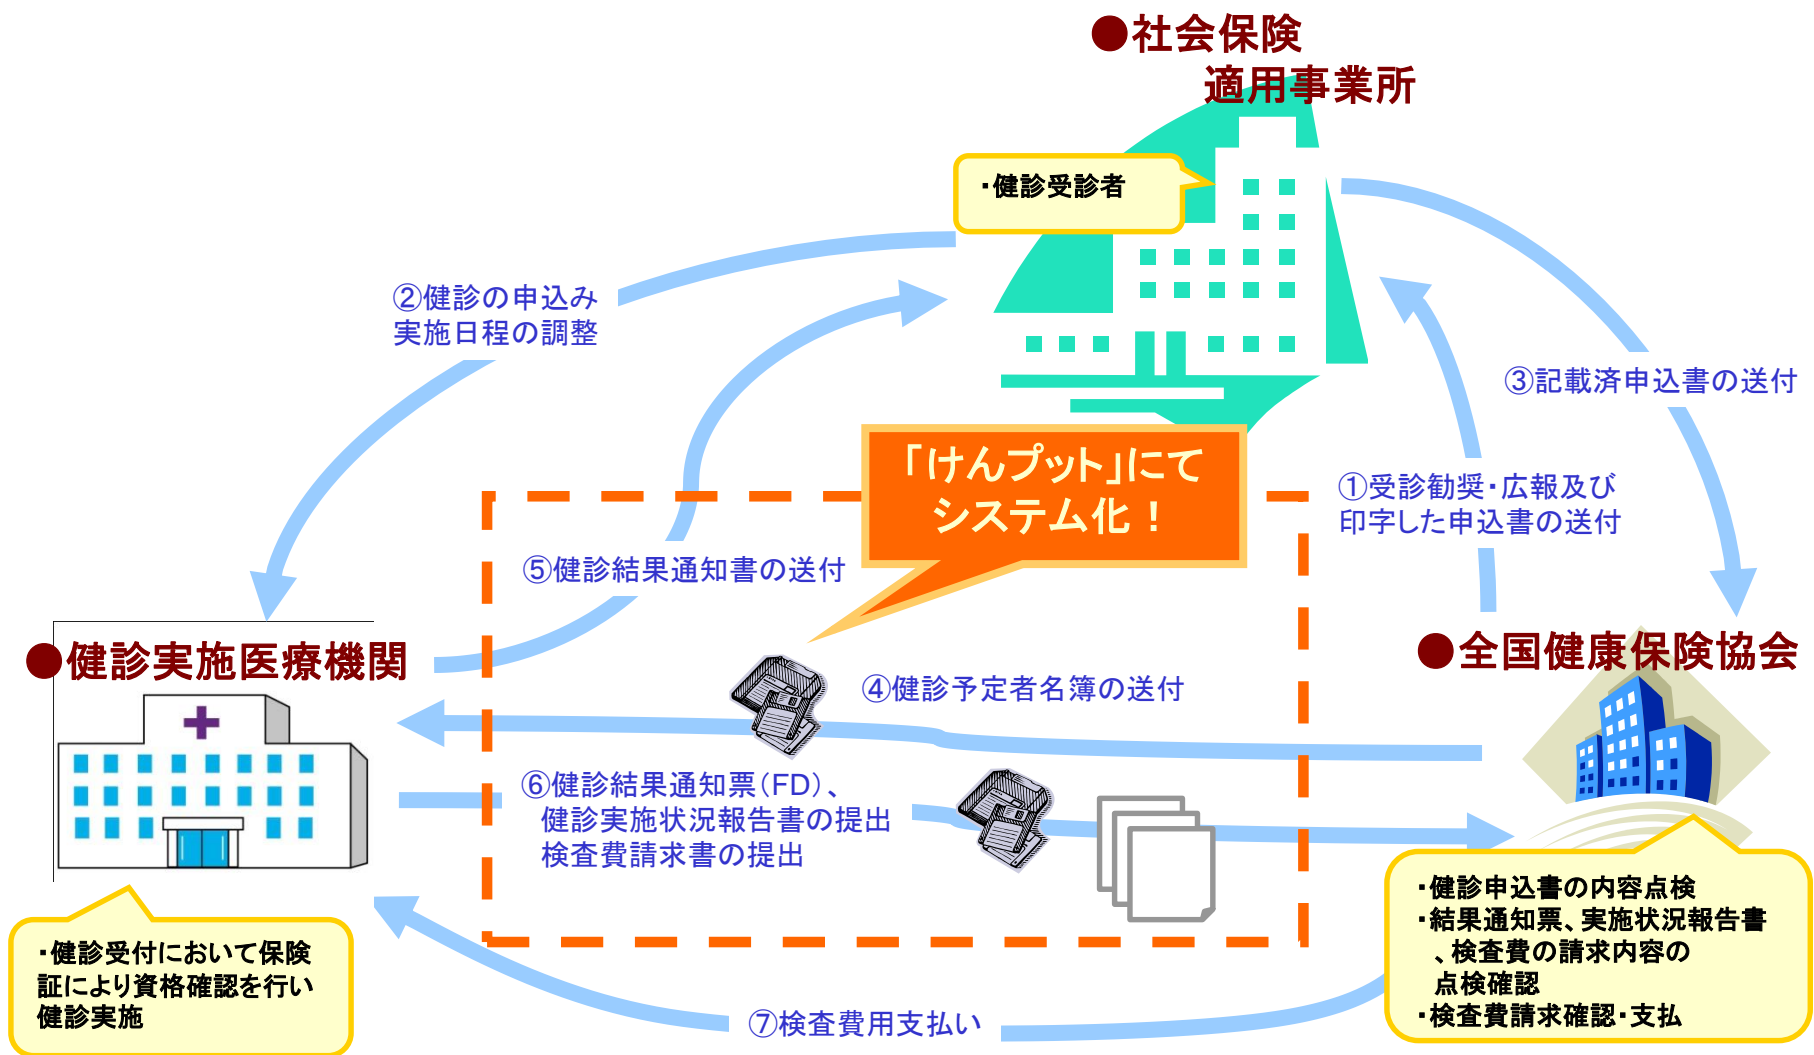 ●社会保険
適用事業所
・健診受診者
②健診の申込み
実施日程の調整
③記載済申込書の送付
「けんプット」にて
システム化！
①受診勧奨・広報及び
印字した申込書の送付
⑤健診結果通知書の送付
●健診実施医療機関
●全国健康保険協会
④健診予定者名簿の送付
⑥健診結果通知票(FD)、
健診実施状況報告書の提出
検査費請求書の提出
・健診申込書の内容点検
・結果通知票、実施状況報告書
、検査費の請求内容の
点検確認
・検査費請求確認・支払
・健診受付において保険
証により資格確認を行い
健診実施
⑦検査費用支払い